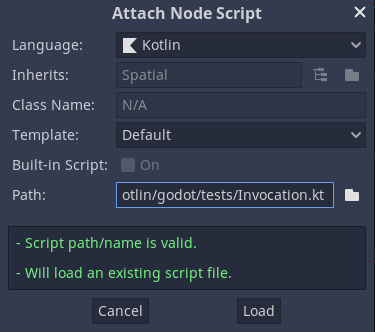 Attach Node Script
Language: Kotlin
Inherits: Spatial
Class Name: N/A
Template: Default
Built-in Script: On
Path: otlin/godot/tests/Invocation.kt
- Script path/name is valid.
- Will load an existing script file.
Cancel Load